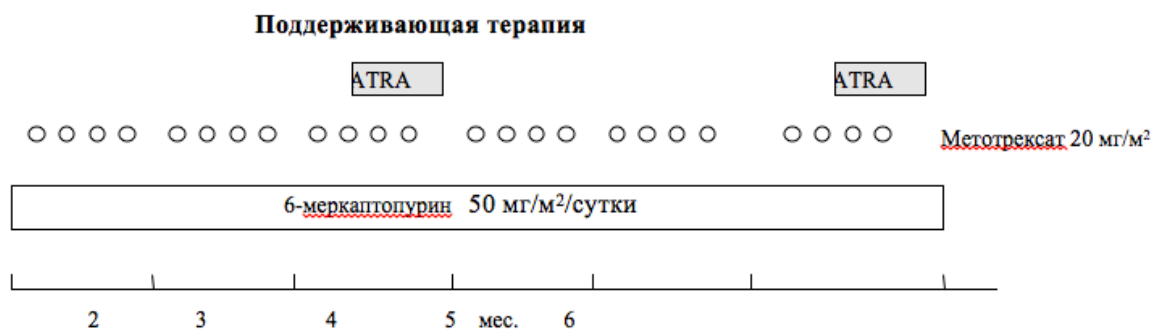 Поддерживающая терапия
ATRA ATRA
Метотрексат 20 мг/м²
6-меркаптопурин 50 мг/м²/сутки
2 3 4 5 мес. 6